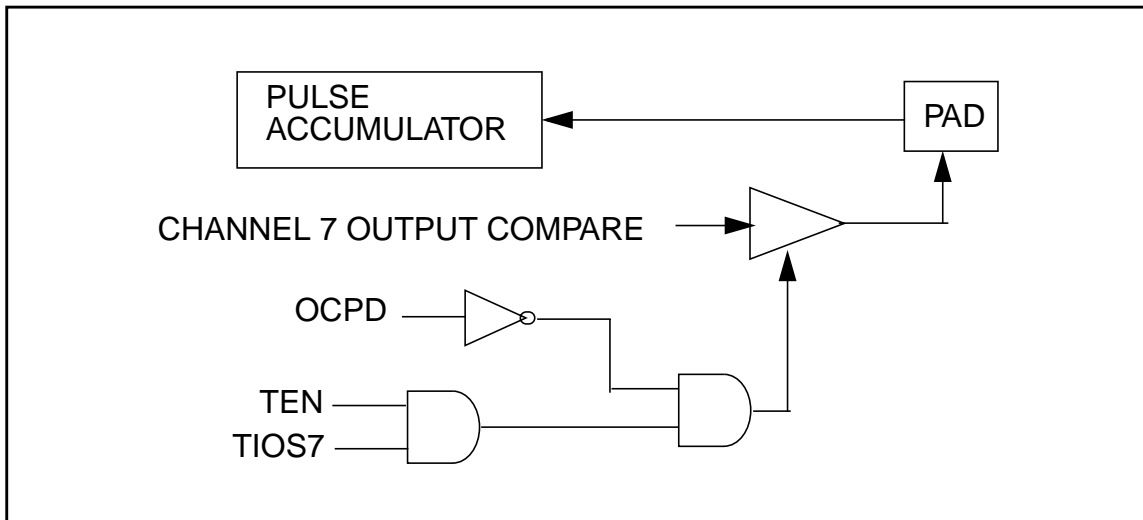 PULSE
ACCUMULATOR
PAD
CHANNEL 7 OUTPUT COMPARE
OCPD
TEN
TIOS7